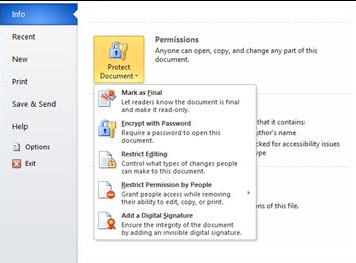 Info
Recent
New
Print
Save & Send
Help
Options
Exit
Permissions
Anyone can open, copy, and change any part of this
document.
Protect
Document
Mark as Final
Let readers know the document is final
and make it read-only.
Encrypt with Password
Require a password to open this
document.
Restrict Editing
Control what types of changes people
can make to this document.
Restrict Permission by People
Grant people access while removing
their ability to edit, copy, or print.
Add a Digital Signature
Ensure the integrity of the document
by adding an invisible digital signature.
that it contains:
hor's name
ked for accessibility issues
ype
ons of this file.